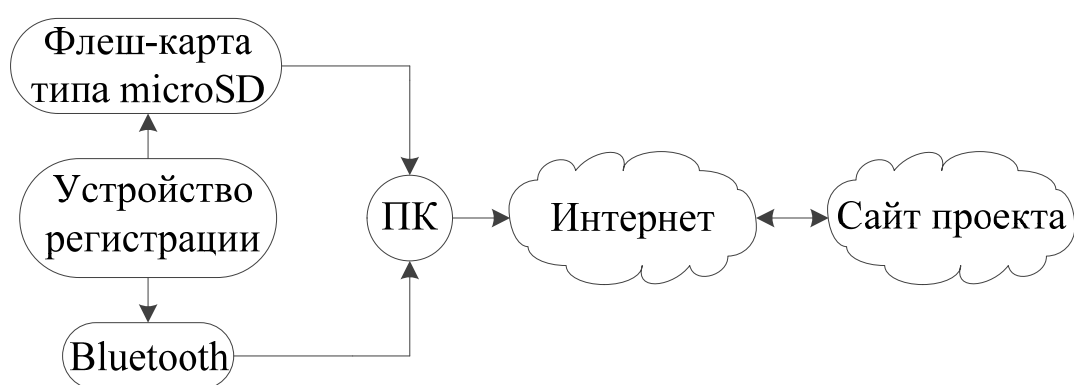 Флеш-карта
типа microSD
Устройство
регистрации
Bluetooth
ПК
Интернет
Сайт проекта